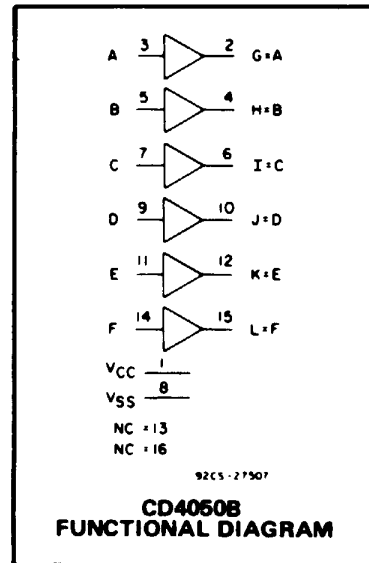 A 3 2 G=A
B 5 4 H=B
C 7 6 I=C
D 9 10 J=D
E 11 12 K=E
F 14 15 L=F
VCC 1
VSS 8
NC = 13
NC = 16
92CS-27507
CD4050B
FUNCTIONAL DIAGRAM